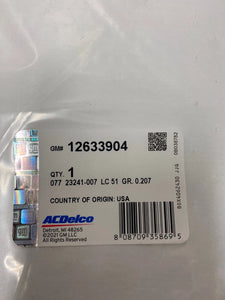 GM# 12633904
QTY. 1
077 23241-007 LC 51 GR. 0.207
COUNTRY OF ORIGIN: USA
ACDelco
Detroit, MI 48265
©2021 GM LLC
All Rights Reserved
8 08709 35869 5
08038782